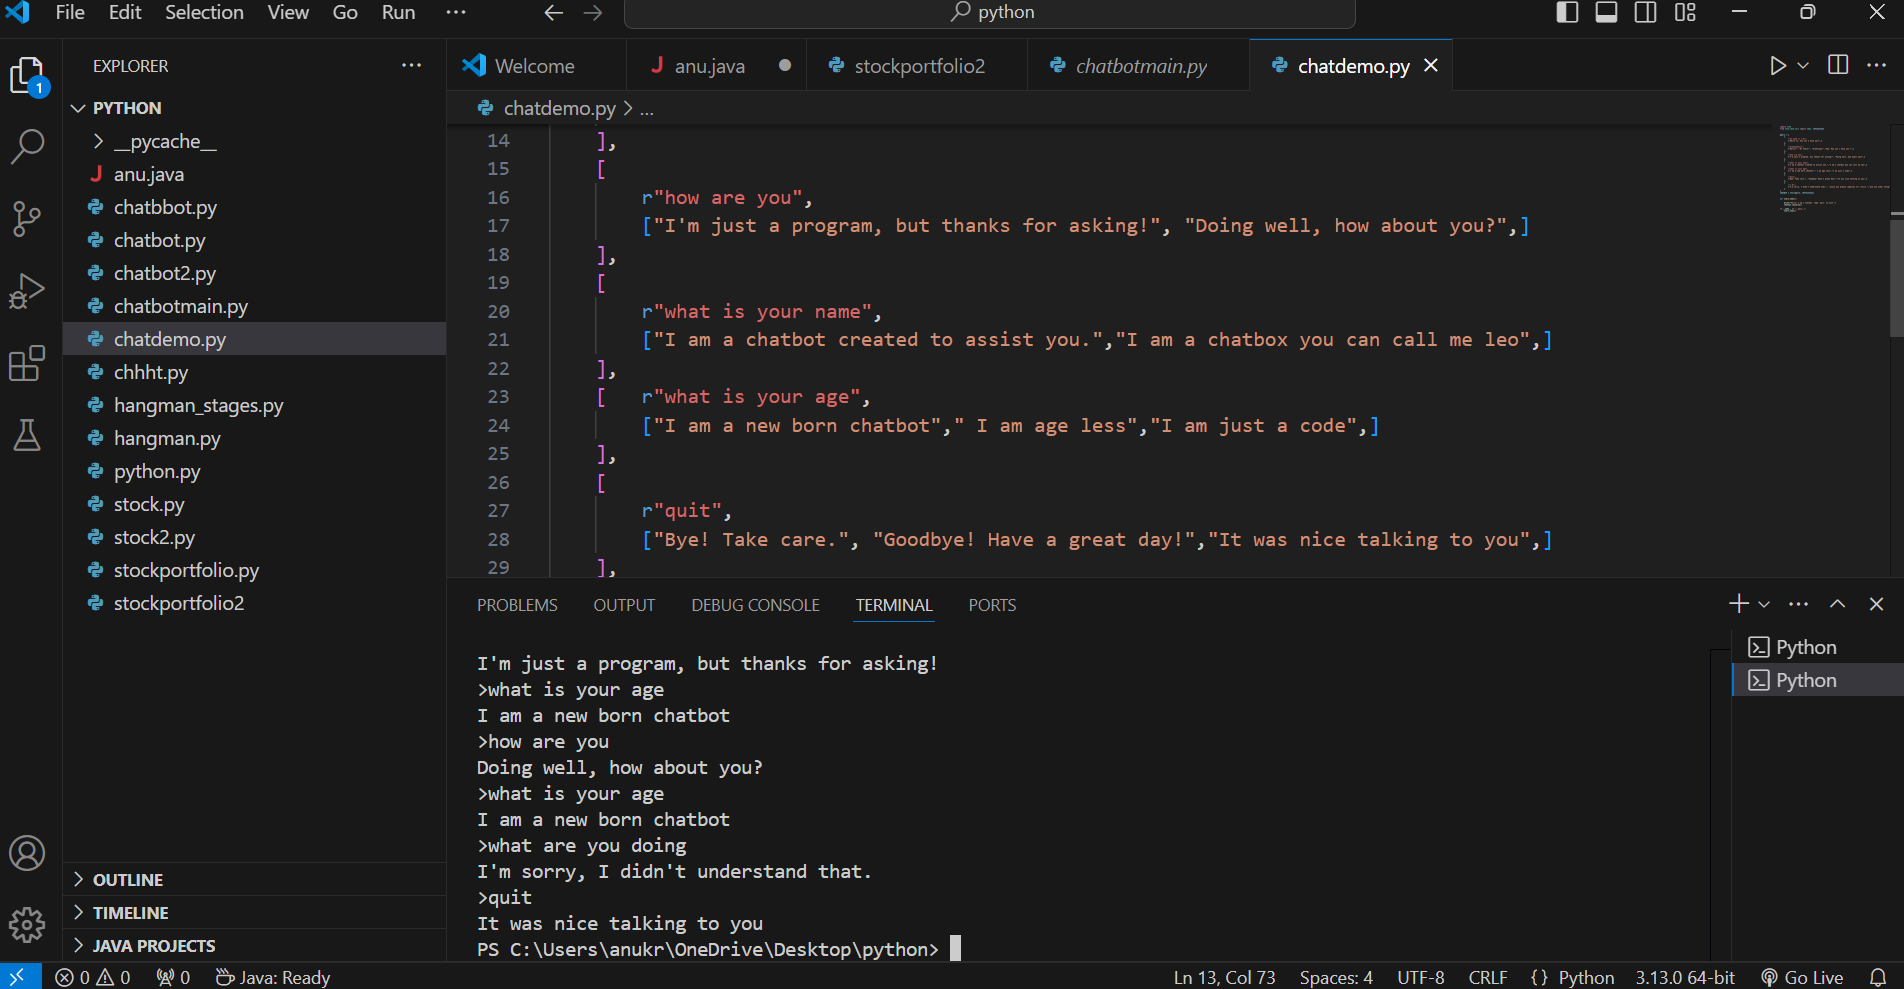 File Edit Selection View Go Run ···
python
EXPLORER ···
1
PYTHON
__pycache__
J anu.java
chatbbot.py
chatbot.py
chatbot2.py
chatbotmain.py
chatdemo.py
chhht.py
hangman_stages.py
hangman.py
python.py
stock.py
stock2.py
stockportfolio.py
stockportfolio2
OUTLINE
TIMELINE
JAVA PROJECTS
Welcome J anu.java stockportfolio2 chatbotmain.py chatdemo.py
chatdemo.py > ...
14 ],
15 [
16 r"how are you",
17 ["I'm just a program, but thanks for asking!", "Doing well, how about you?",]
18 ],
19 [
20 r"what is your name",
21 ["I am a chatbot created to assist you.","I am a chatbox you can call me leo",]
22 ],
23 [ r"what is your age",
24 ["I am a new born chatbot"," I am age less","I am just a code",]
25 ],
26 [
27 r"quit",
28 ["Bye! Take care.", "Goodbye! Have a great day!","It was nice talking to you",]
29 ],
PROBLEMS OUTPUT DEBUG CONSOLE TERMINAL PORTS
Python
Python
I'm just a program, but thanks for asking!
>what is your age
I am a new born chatbot
>how are you
Doing well, how about you?
>what is your age
I am a new born chatbot
>what are you doing
I'm sorry, I didn't understand that.
>quit
It was nice talking to you
PS C:\Users\anukr\OneDrive\Desktop\python>
0 0 0 Java: Ready Ln 13, Col 73 Spaces: 4 UTF-8 CRLF {} Python 3.13.0 64-bit Go Live